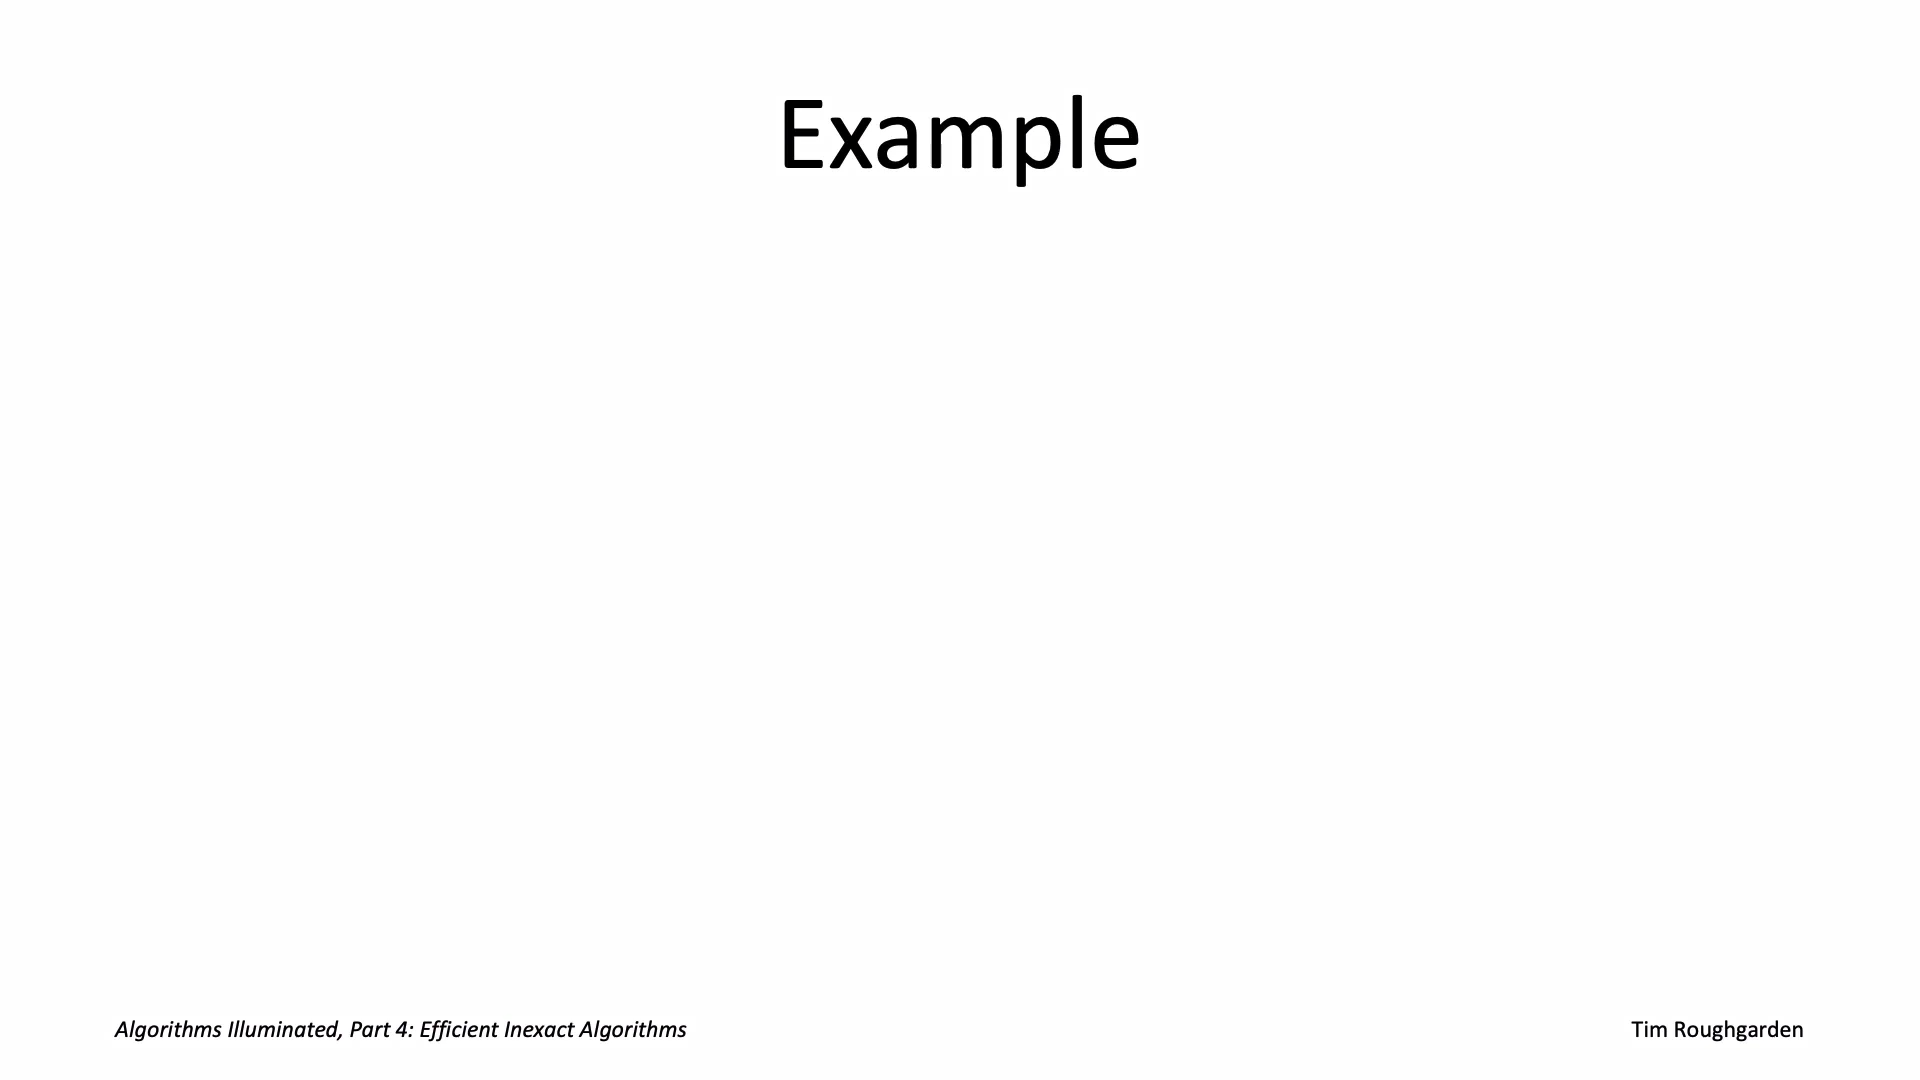 Example
Algorithms Illuminated, Part 4: Efficient Inexact Algorithms
Tim Roughgarden